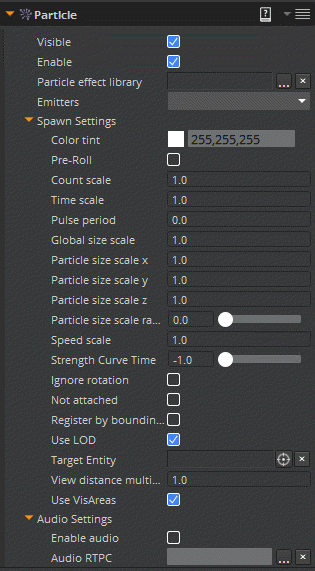 Particle
Visible
Enable
Particle effect library
...
Emitters
Spawn Settings
Color tint 255,255,255
Pre-Roll
Count scale 1.0
Time scale 1.0
Pulse period 0.0
Global size scale 1.0
Particle size scale x 1.0
Particle size scale y 1.0
Particle size scale z 1.0
Particle size scale ra... 0.0
Speed scale 1.0
Strength Curve Time -1.0
Ignore rotation
Not attached
Register by boundin...
Use LOD
Target Entity
View distance multi... 1.0
Use VisAreas
Audio Settings
Enable audio
Audio RTPC